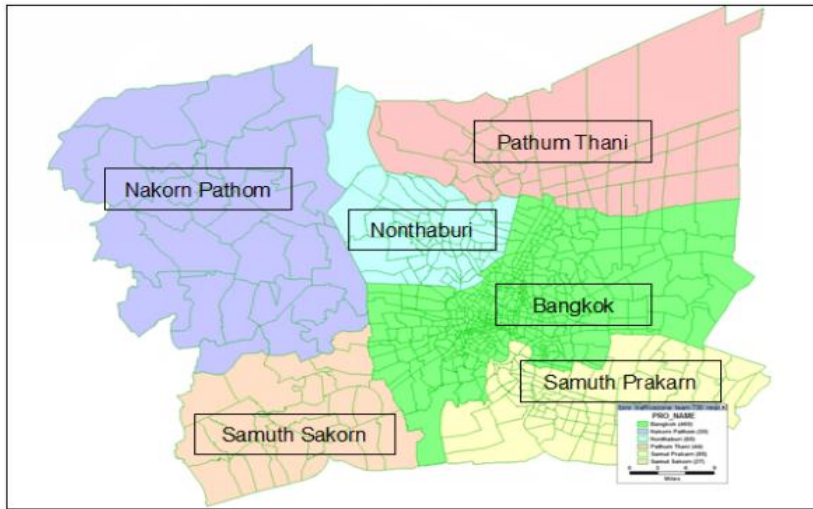 Pathum Thani
Nakorn Pathom
Nonthaburi
Bangkok
Samuth Prakarn
Samuth Sakorn
PRO_NAME
Bangkok
Nakorn Pathom
Nonthaburi
Pathum Thani
Samut Prakarn
Samut Sakorn
Miles